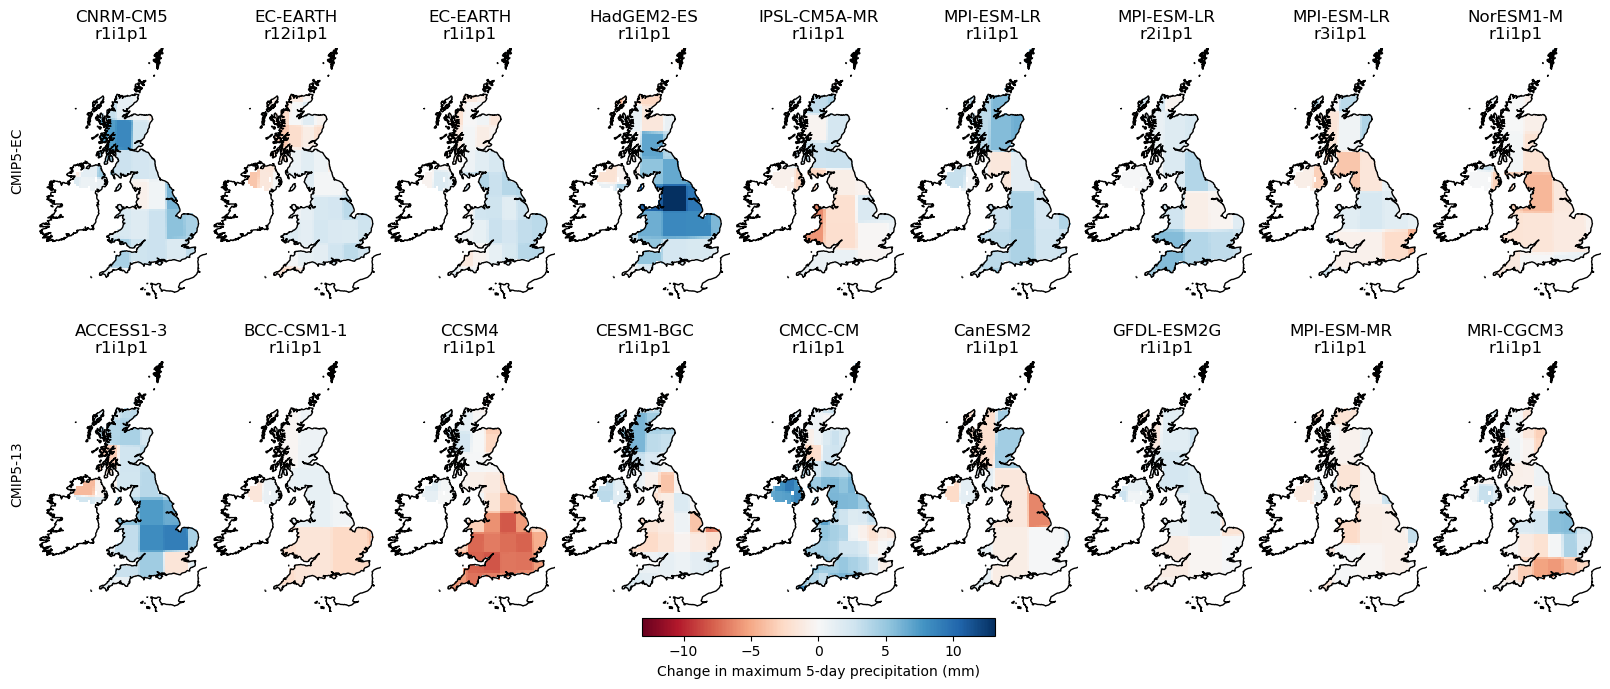 CNRM-CM5
r1i1p1
EC-EARTH
r12i1p1
EC-EARTH
r1i1p1
HadGEM2-ES
r1i1p1
IPSL-CM5A-MR
r1i1p1
MPI-ESM-LR
r1i1p1
MPI-ESM-LR
r2i1p1
MPI-ESM-LR
r3i1p1
NorESM1-M
r1i1p1
CMIP5-EC
ACCESS1-3
r1i1p1
BCC-CSM1-1
r1i1p1
CCSM4
r1i1p1
CESM1-BGC
r1i1p1
CMCC-CM
r1i1p1
CanESM2
r1i1p1
GFDL-ESM2G
r1i1p1
MPI-ESM-MR
r1i1p1
MRI-CGCM3
r1i1p1
CMIP5-13
−10 −5 0 5 10
Change in maximum 5-day precipitation (mm)